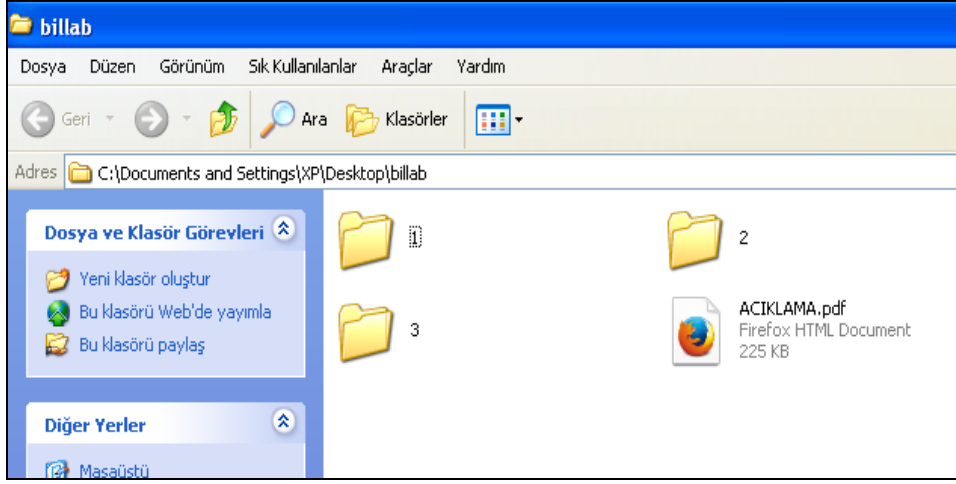 billab
Dosya Düzen Görünüm Sık Kullanılanlar Araçlar Yardım
Geri Ara Klasörler
Adres C:\Documents and Settings\XP\Desktop\billab
Dosya ve Klasör Görevleri
Yeni klasör oluştur
Bu klasörü Web'de yayımla
Bu klasörü paylaş
Diğer Yerler
Masaüstü
1
2
3
ACIKLAMA.pdf
Firefox HTML Document
225 KB